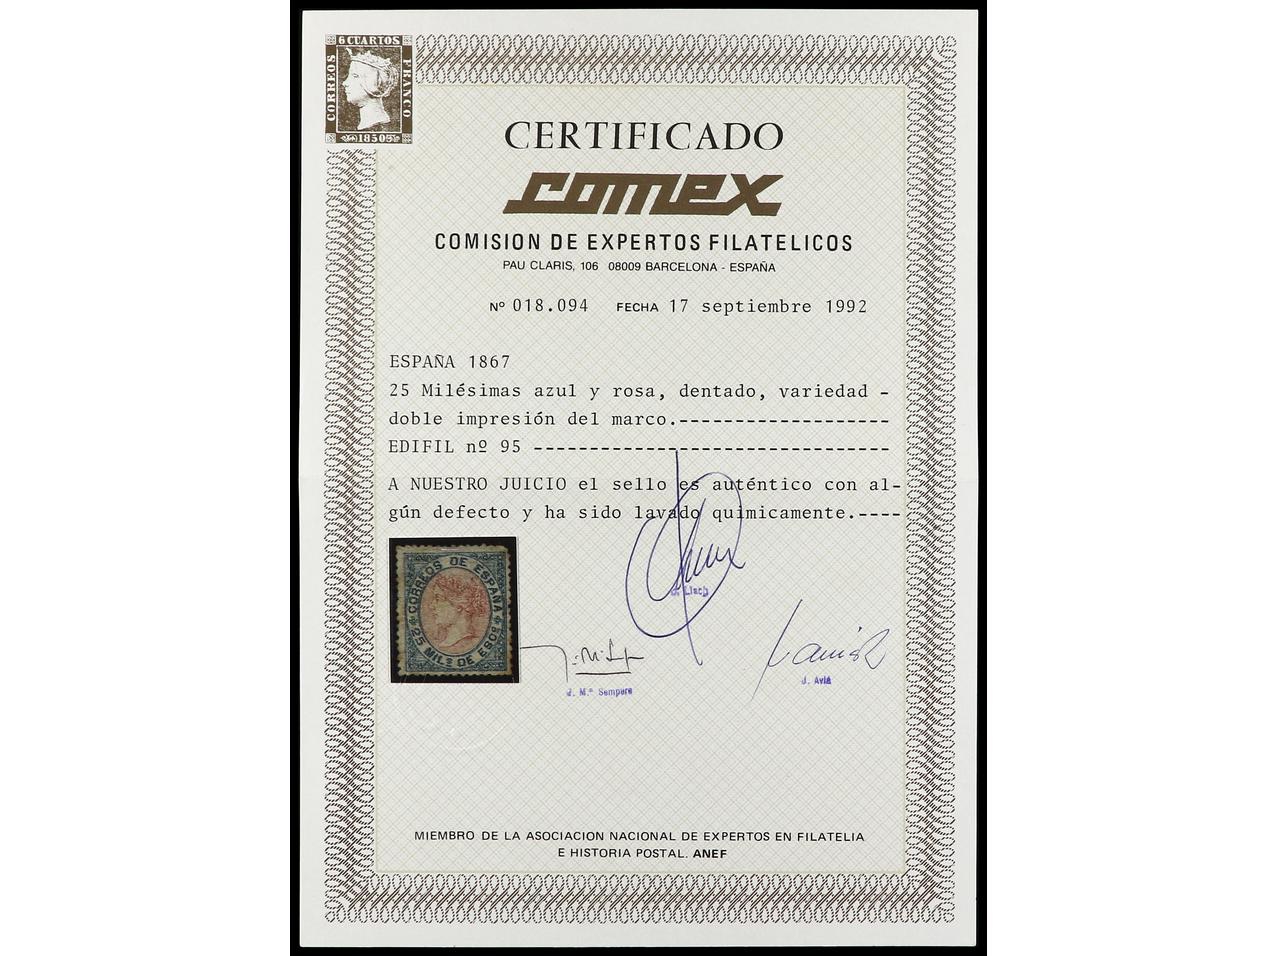 6 CUARTOS
CORREOS
FRANCO
1850
CERTIFICADO
comex
COMISION DE EXPERTOS FILATELICOS
PAU CLARIS, 106 08009 BARCELONA - ESPAÑA
Nº 018.094 FECHA 17 septiembre 1992
ESPAÑA 1867
25 Milésimas azul y rosa, dentado, variedad -
doble impresión del marco.-------------------
EDIFIL nº 95 --------------------------------
A NUESTRO JUICIO el sello es auténtico con al-
gún defecto y ha sido lavado quimicamente.----
CORREOS DE ESPAÑA
25 MILS DE ESCO
Llach
J. Mª Sempere
J. Aviá
MIEMBRO DE LA ASOCIACION NACIONAL DE EXPERTOS EN FILATELIA
E HISTORIA POSTAL. ANEF